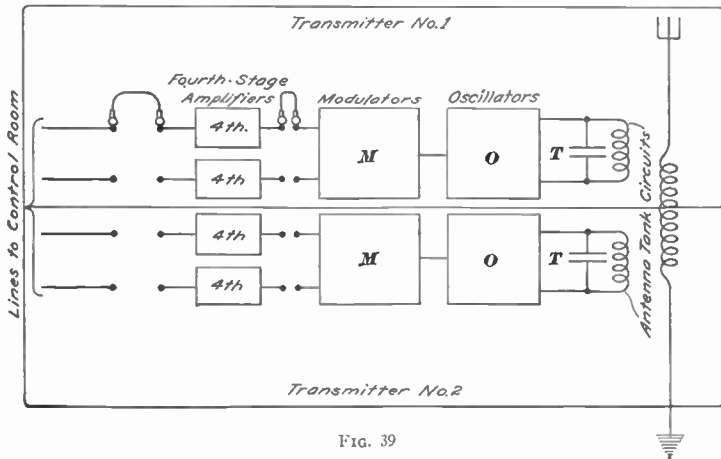 Transmitter No.1
Fourth-Stage
Amplifiers
Modulators
Oscillators
4th.
M
O
T
4th
Lines to Control Room
Antenna Tank Circuits
4th
M
O
T
4th
Transmitter No.2
FIG. 39